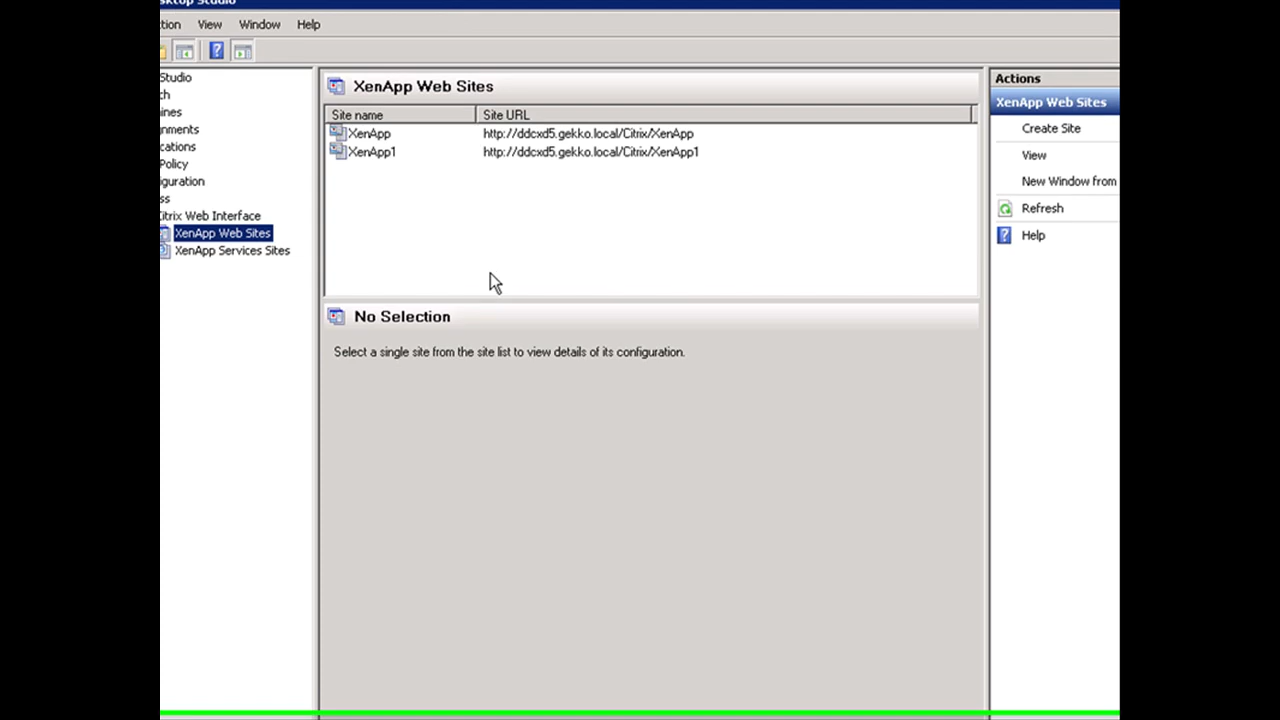 sktop Studio
tion View Window Help
Studio
ch
ines
gnments
cations
Policy
guration
ss
itrix Web Interface
XenApp Web Sites
XenApp Services Sites
XenApp Web Sites
Site name Site URL
XenApp http://ddcxd5.gekko.local/Citrix/XenApp
XenApp1 http://ddcxd5.gekko.local/Citrix/XenApp1
No Selection
Select a single site from the site list to view details of its configuration.
Actions
XenApp Web Sites
Create Site
View
New Window from
Refresh
Help